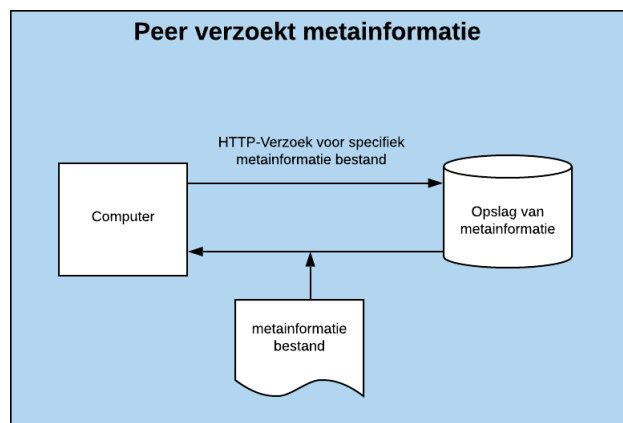 Peer verzoekt metainformatie
HTTP-Verzoek voor specifiek
metainformatie bestand
Computer
Opslag van
metainformatie
metainformatie
bestand